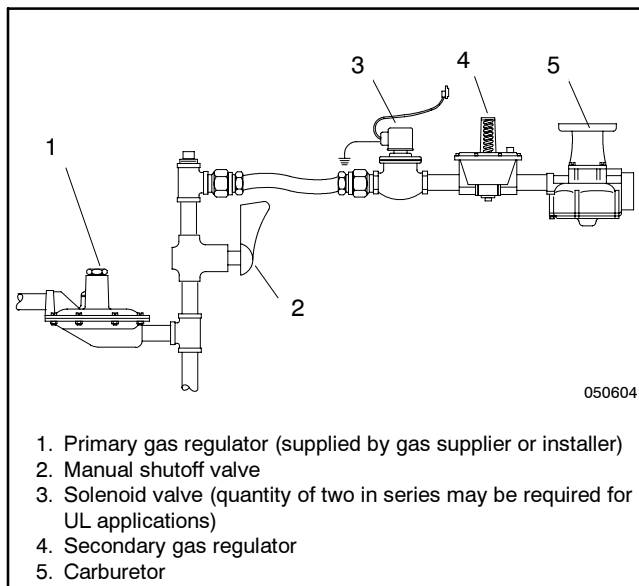 1
2
3
4
5
050604
1. Primary gas regulator (supplied by gas supplier or installer)
2. Manual shutoff valve
3. Solenoid valve (quantity of two in series may be required for
UL applications)
4. Secondary gas regulator
5. Carburetor